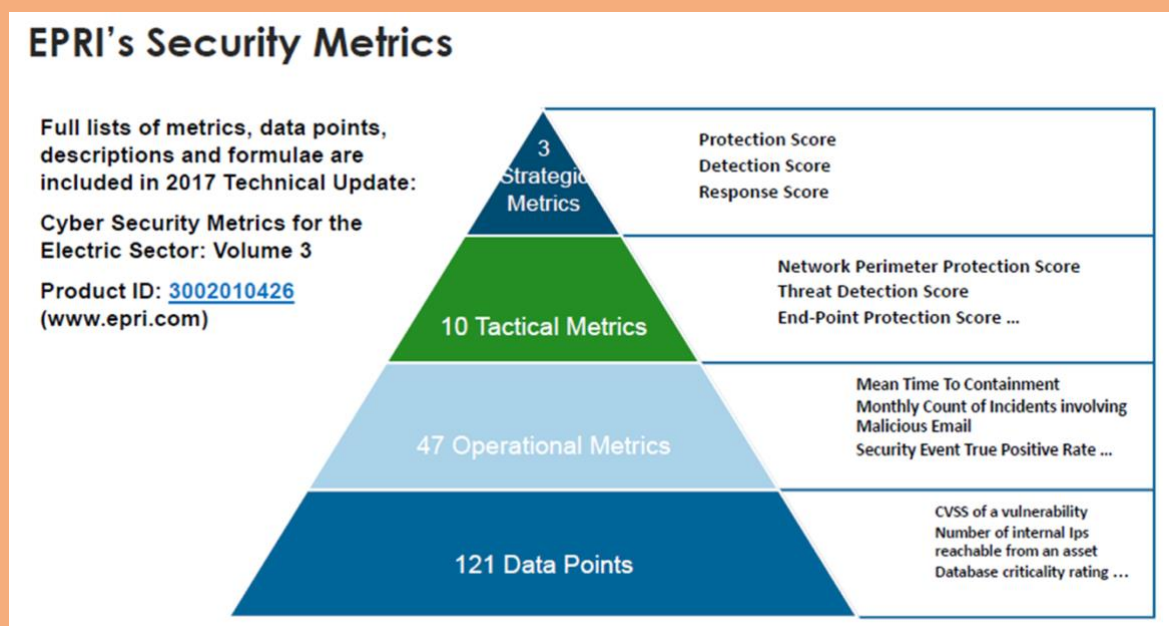 EPRI's Security Metrics
Full lists of metrics, data points,
descriptions and formulae are
included in 2017 Technical Update:
Cyber Security Metrics for the
Electric Sector: Volume 3
Product ID: 3002010426
(www.epri.com)
3
Strategic
Metrics
Protection Score
Detection Score
Response Score
10 Tactical Metrics
Network Perimeter Protection Score
Threat Detection Score
End-Point Protection Score ...
47 Operational Metrics
Mean Time To Containment
Monthly Count of Incidents involving
Malicious Email
Security Event True Positive Rate ...
121 Data Points
CVSS of a vulnerability
Number of internal Ips
reachable from an asset
Database criticality rating ...